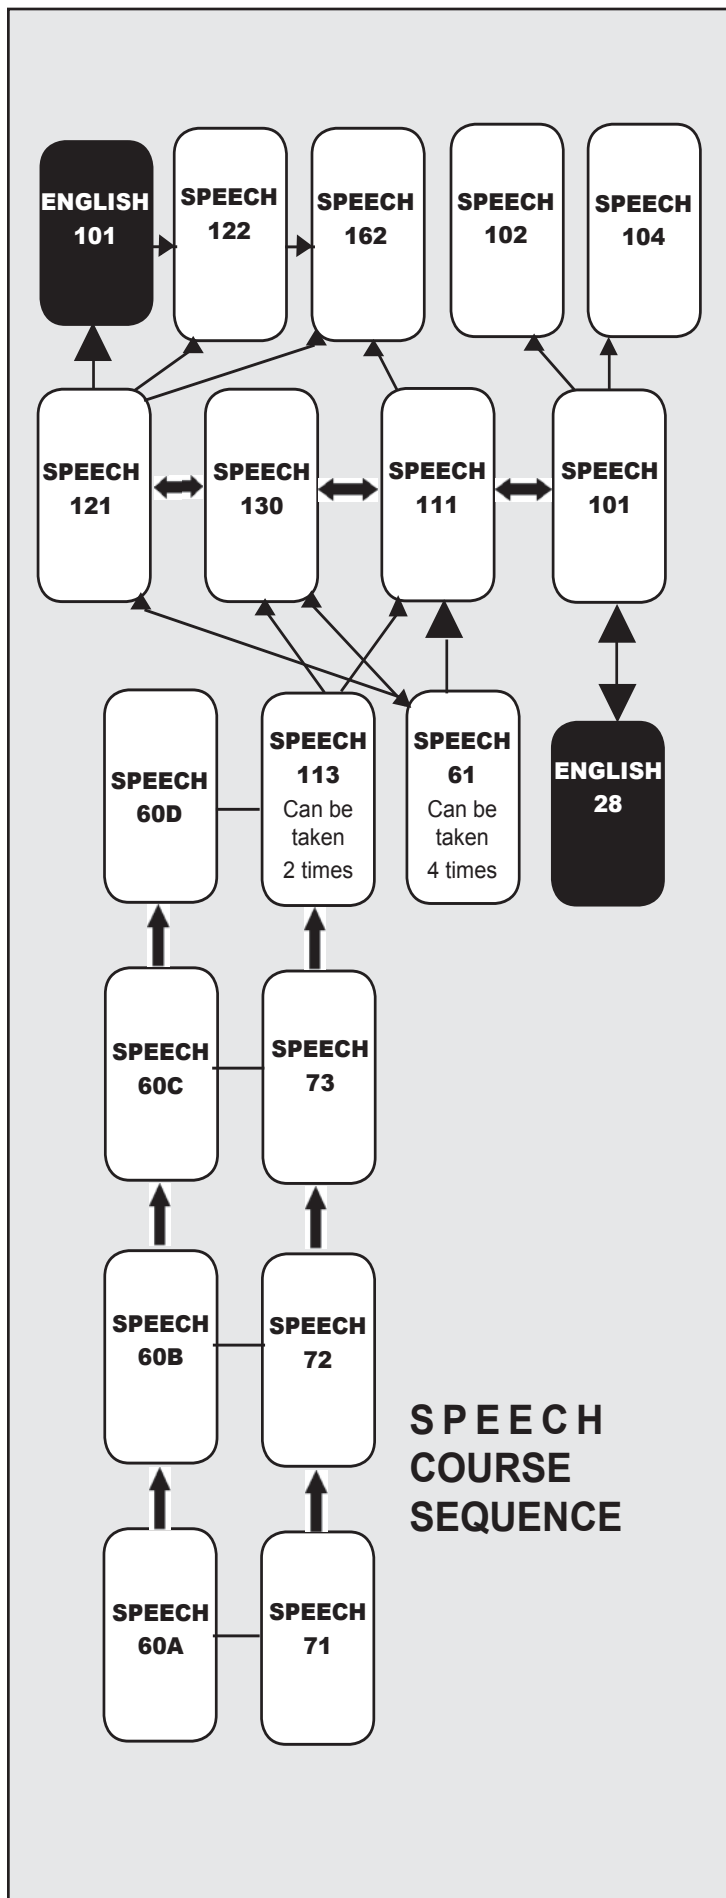 ENGLISH
101
SPEECH
122
SPEECH
162
SPEECH
102
SPEECH
104
SPEECH
121
SPEECH
130
SPEECH
111
SPEECH
101
SPEECH
60D
SPEECH
113
Can be
taken
2 times
SPEECH
61
Can be
taken
4 times
ENGLISH
28
SPEECH
60C
SPEECH
73
SPEECH
60B
SPEECH
72
SPEECH
COURSE
SEQUENCE
SPEECH
60A
SPEECH
71